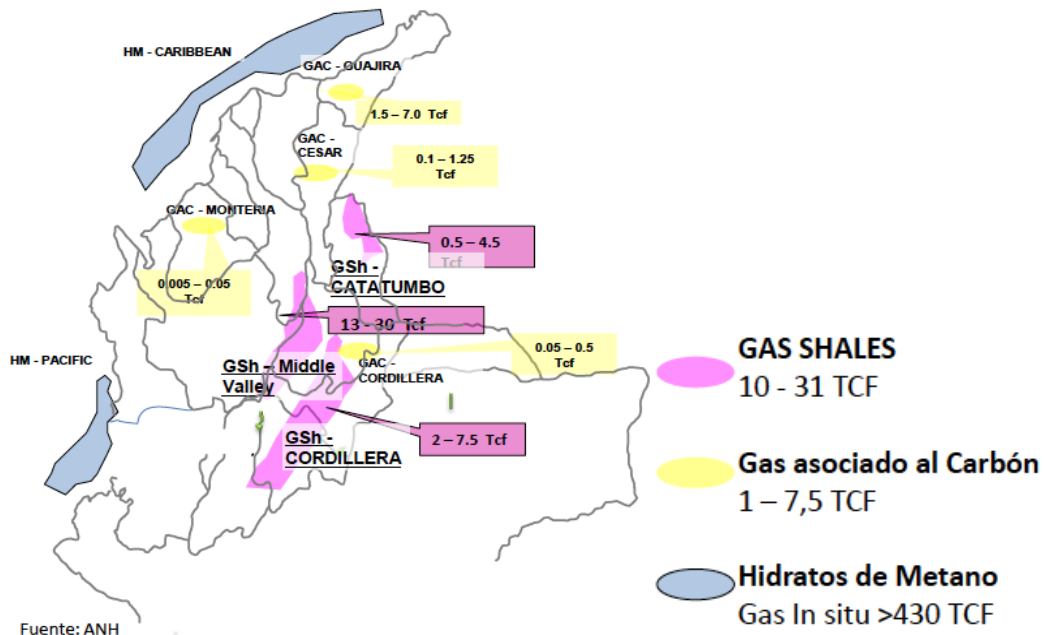 HM - CARIBBEAN
GAC - GUAJIRA
1.5 – 7.0 Tcf
GAC -
CESAR
0.1 – 1.25
Tcf
GAC - MONTERIA
0.5 – 4.5
Tcf
GSh -
CATATUMBO
0.005 – 0.05
Tcf
13 - 30 Tcf
HM - PACIFIC
GSh – Middle
Valley
GAC -
CORDILLERA
0.05 – 0.5
Tcf
GSh -
CORDILLERA
2 – 7.5 Tcf
GAS SHALES
10 - 31 TCF
Gas asociado al Carbón
1 – 7,5 TCF
Hidratos de Metano
Gas In situ >430 TCF
Fuente: ANH